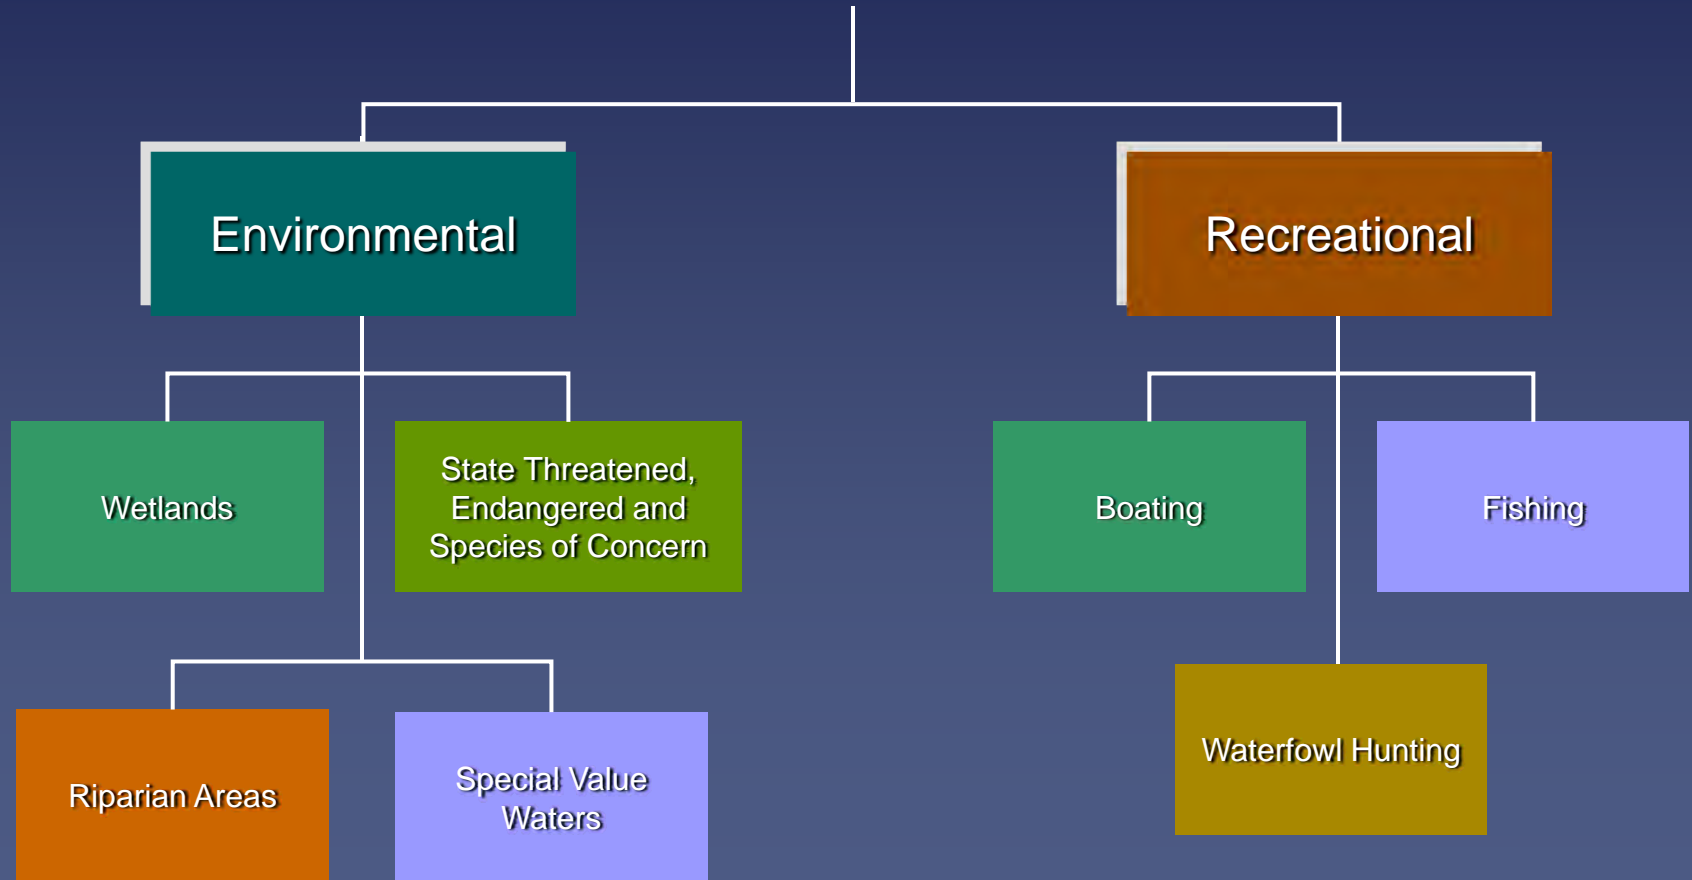 Environmental
Recreational
Wetlands
State Threatened,
Endangered and
Species of Concern
Boating
Fishing
Riparian Areas
Special Value
Waters
Waterfowl Hunting